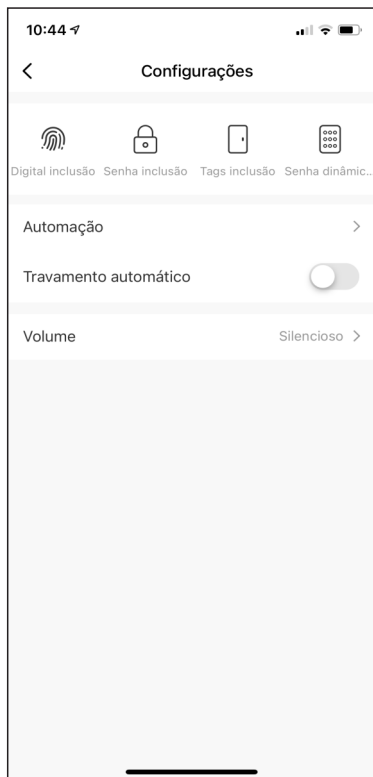 10:44
Configurações
Digital inclusão Senha inclusão Tags inclusão Senha dinâmic...
Automação
Travamento automático
Volume Silencioso